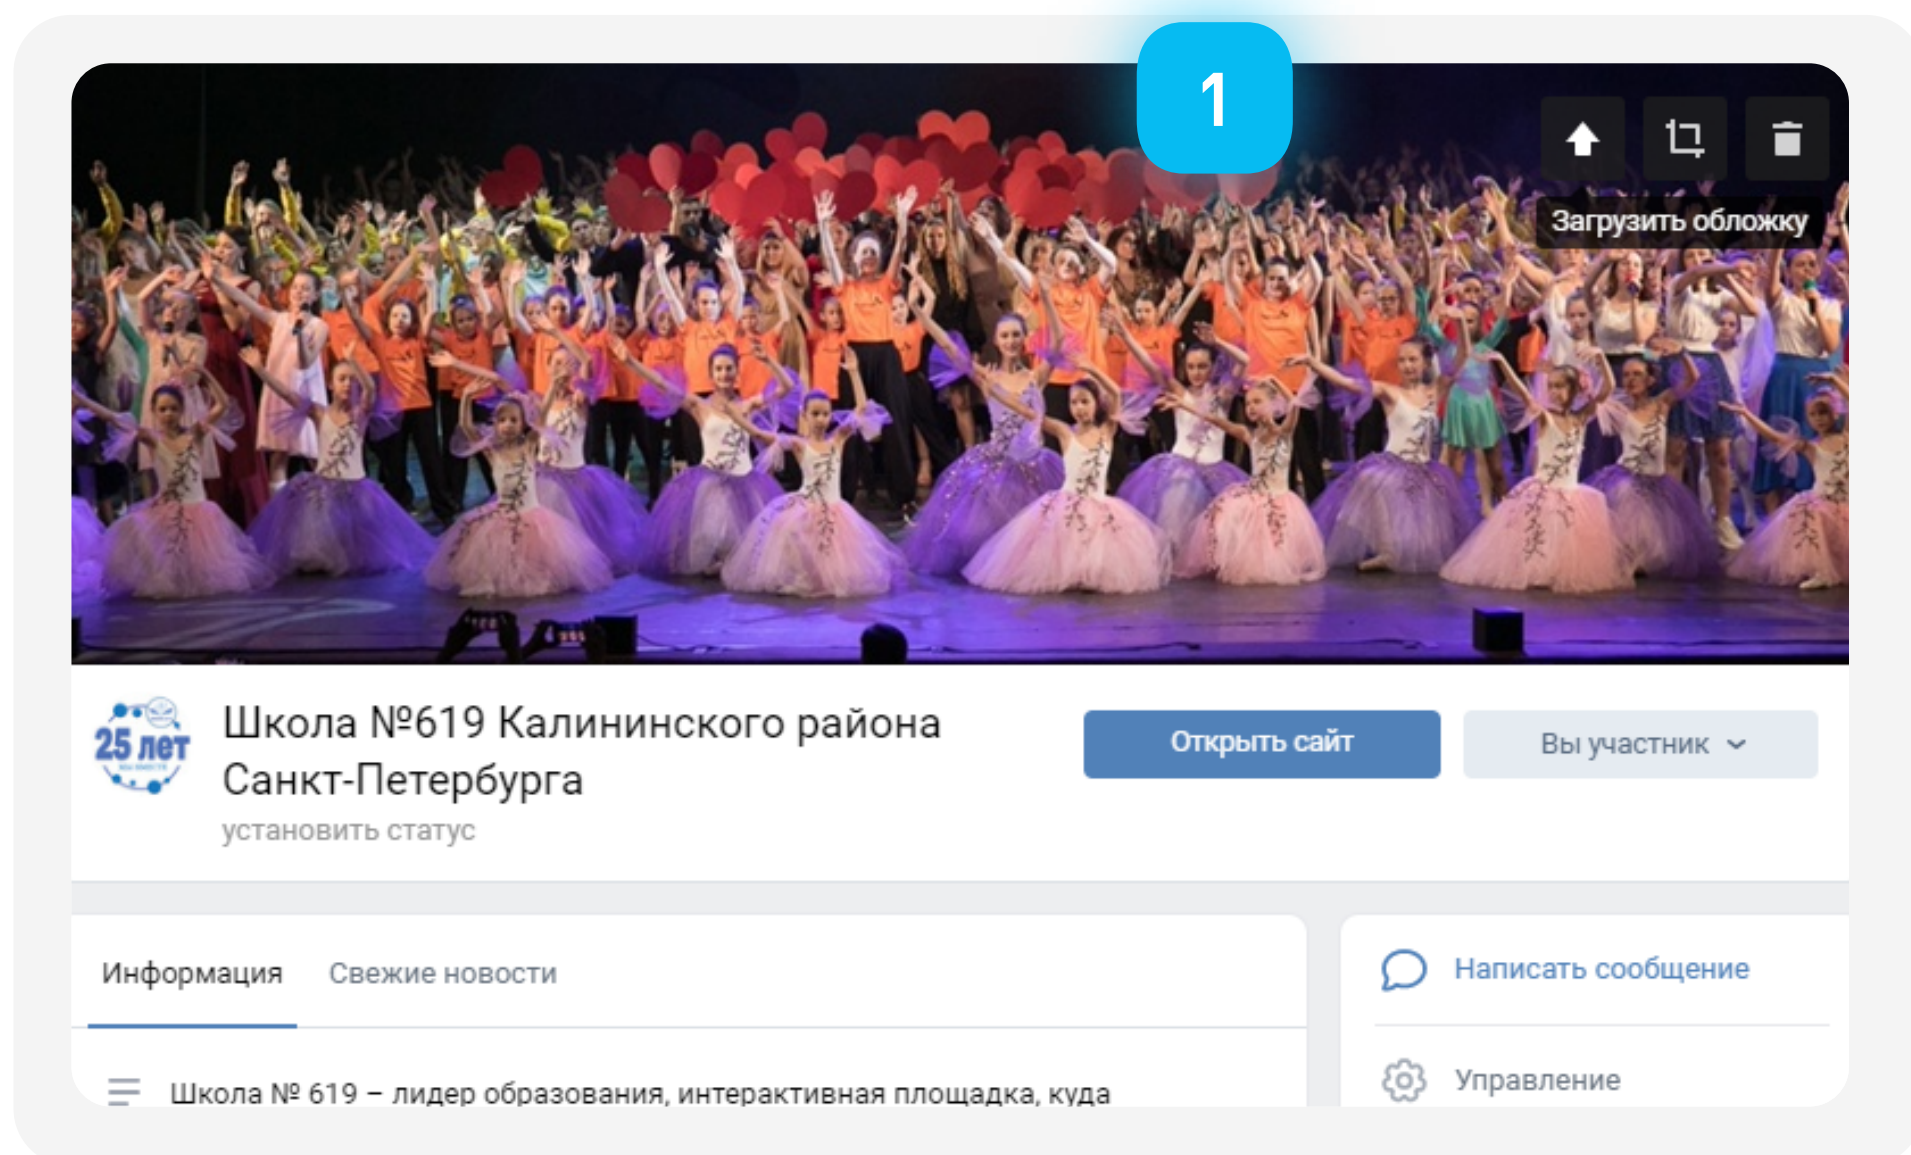 1
Загрузить обложку
25 лет
Школа №619 Калининского района
Санкт-Петербурга
установить статус
Открыть сайт
Вы участник
Информация
Свежие новости
Написать сообщение
Школа № 619 – лидер образования, интерактивная площадка, куда
Управление